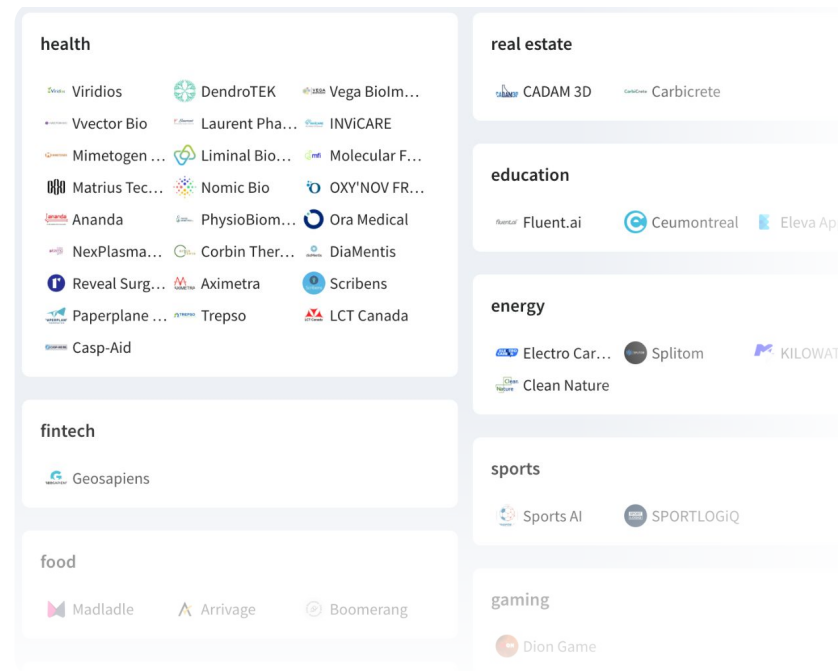 health
Viridios DendroTEK Vega BioIm...
Vvector Bio Laurent Pha... INViCARE
Mimetogen ... Liminal Bio... Molecular F...
Matrius Tec... Nomic Bio OXY'NOV FR...
Ananda PhysioBiom... Ora Medical
NexPlasma... Corbin Ther... DiaMentis
Reveal Surg... Aximetra Scribens
Paperplane ... Trepso LCT Canada
Casp-Aid
fintech
Geosapiens
food
Madladle Arrivage Boomerang
real estate
CADAM 3D Carbicrete
education
Fluent.ai Ceumontreal Eleva Ap
energy
Electro Car... Splitom KILOWAT
Clean Nature
sports
Sports AI SPORTLOGiQ
gaming
Dion Game